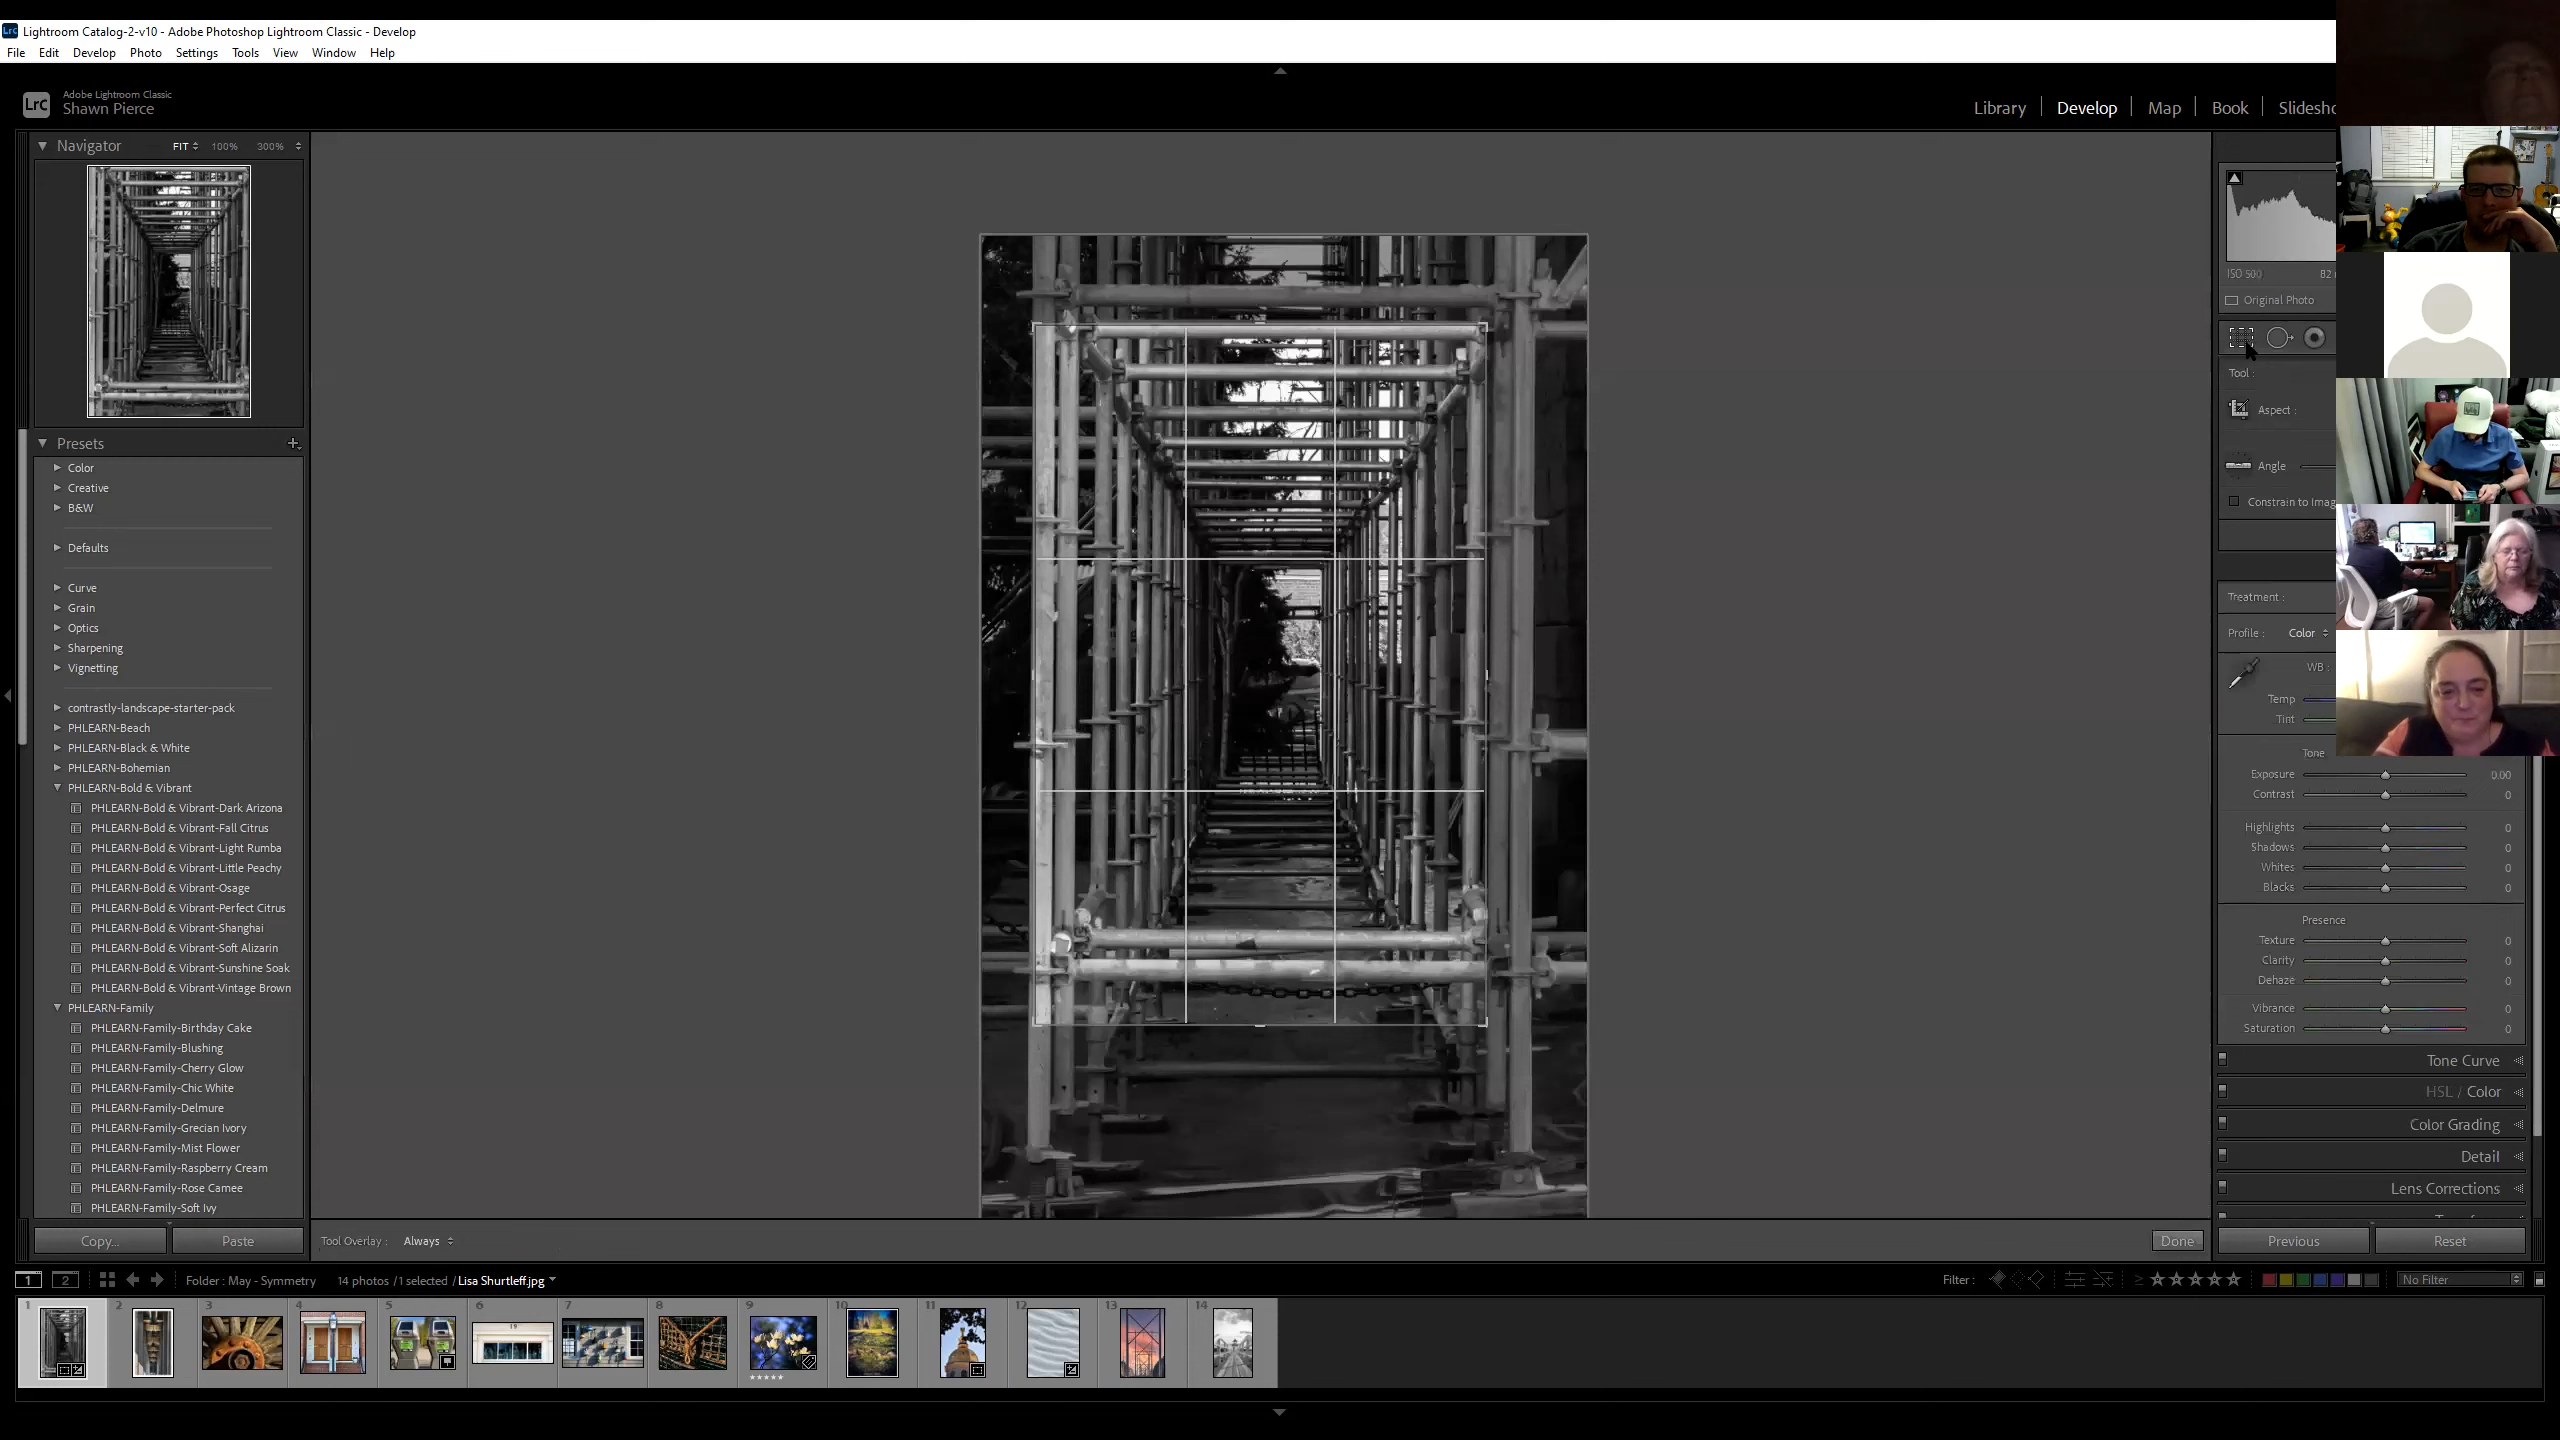 Lightroom Catalog-2-v10 - Adobe Photoshop Lightroom Classic - Develop
File Edit Develop Photo Settings Tools View Window Help
LrC Adobe Lightroom Classic
Shawn Pierce
Library Develop Map Book Slidesho
Navigator FIT 100% 300%
ISO 500 82
Original Photo
Tool :
Aspect :
Angle
Constrain to Imag
Presets
Color
Creative
B&W
Defaults
Curve
Grain
Optics
Sharpening
Vignetting
contrastly-landscape-starter-pack
PHLEARN-Beach
PHLEARN-Black & White
PHLEARN-Bohemian
PHLEARN-Bold & Vibrant
PHLEARN-Bold & Vibrant-Dark Arizona
PHLEARN-Bold & Vibrant-Fall Citrus
PHLEARN-Bold & Vibrant-Light Rumba
PHLEARN-Bold & Vibrant-Little Peachy
PHLEARN-Bold & Vibrant-Osage
PHLEARN-Bold & Vibrant-Perfect Citrus
PHLEARN-Bold & Vibrant-Shanghai
PHLEARN-Bold & Vibrant-Soft Alizarin
PHLEARN-Bold & Vibrant-Sunshine Soak
PHLEARN-Bold & Vibrant-Vintage Brown
PHLEARN-Family
PHLEARN-Family-Birthday Cake
PHLEARN-Family-Blushing
PHLEARN-Family-Cherry Glow
PHLEARN-Family-Chic White
PHLEARN-Family-Delmure
PHLEARN-Family-Grecian Ivory
PHLEARN-Family-Mist Flower
PHLEARN-Family-Raspberry Cream
PHLEARN-Family-Rose Camee
PHLEARN-Family-Soft Ivy
Treatment :
Profile : Color
WB :
Temp
Tint
Tone
Exposure 0.00
Contrast 0
Highlights 0
Shadows 0
Whites 0
Blacks 0
Presence
Texture 0
Clarity 0
Dehaze 0
Vibrance 0
Saturation 0
Tone Curve
HSL / Color
Color Grading
Detail
Lens Corrections
Copy... Paste
Tool Overlay : Always
Done
Previous Reset
1 2 Folder : May - Symmetry 14 photos / 1 selected / Lisa Shurtleff.jpg
Filter : No Filter
1 2 3 4 5 6 7 8 9 10 11 12 13 14